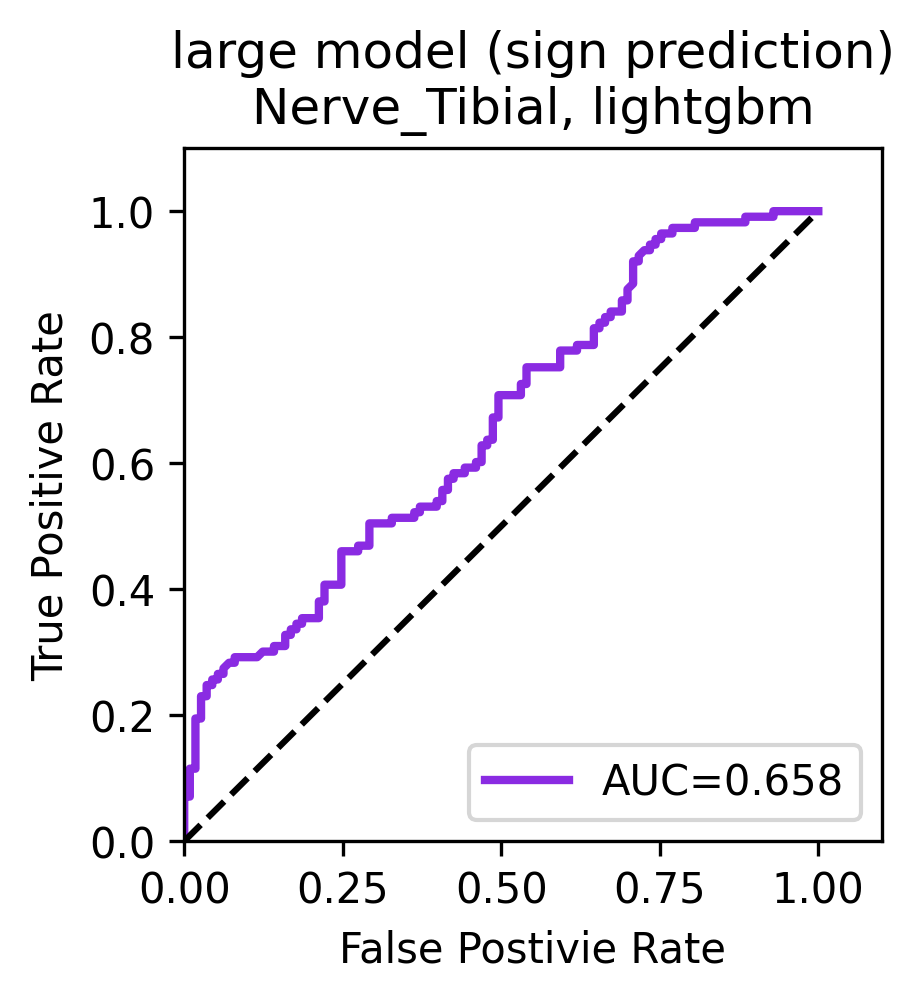 large model (sign prediction)
Nerve_Tibial, lightgbm
1.0
0.8
0.6
0.4
0.2
0.0
True Positive Rate
AUC=0.658
0.00 0.25 0.50 0.75 1.00
False Postivie Rate